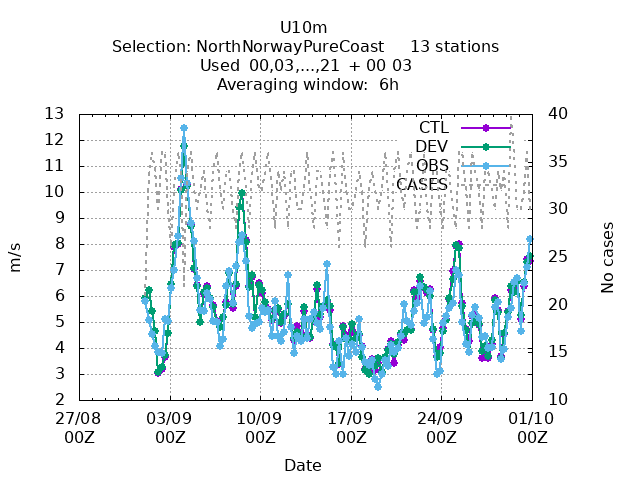 U10m
Selection: NorthNorwayPureCoast 13 stations
Used 00,03,...,21 + 00 03
Averaging window: 6h
13
12
11
10
9
8
7
6
5
4
3
2
m/s
40
35
30
25
20
15
10
No cases
CTL
DEV
OBS
CASES
27/08 03/09 10/09 17/09 24/09 01/10
00Z 00Z 00Z 00Z 00Z 00Z
Date